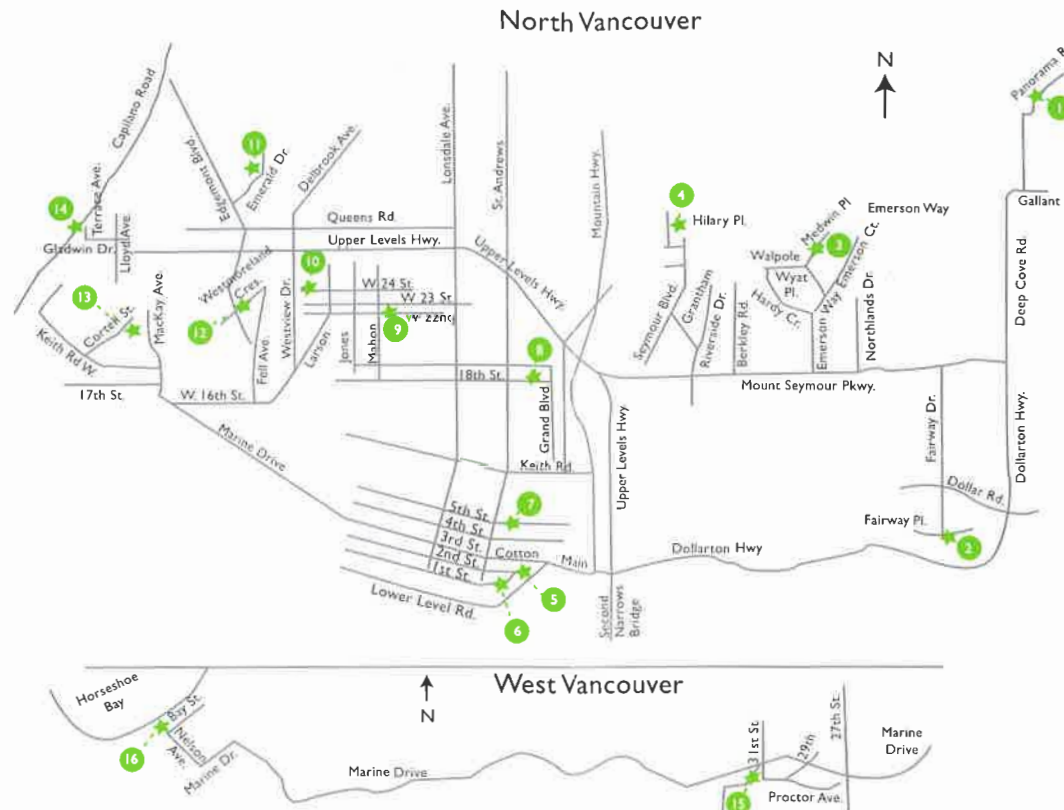 North Vancouver
N
Panorama R
1
Capilano Road
Edgemont Blvd.
11
Emerald Dr.
Delbrook Ave.
Lonsdale Ave.
St. Andrews
Mountain Hwy.
4
Hilary Pl.
Medwin Pl
3
Emerson Way
Gallant
14
Terrace Ave.
Gladwin Dr.
Lloyd Ave.
Queens Rd.
Upper Levels Hwy.
Upper Levels Hwy.
Walpole
Wyat Pl.
Hardy Cr.
Emerson Ct.
Emerson Way
Northlands Dr.
Deep Cove Rd.
10
Westmoreland Cres.
W 24 St.
W 23 St
W 22nd
13
Cortell St.
MacKay Ave.
12
Westview Dr.
Larson
Jones
Mahon
9
Seymour Blvd.
Grantham
Riverside Dr.
Berkley Rd.
Keith Rd W.
Fell Ave.
8
17th St.
W. 16th St.
18th St.
Grand Blvd
Mount Seymour Pkwy.
Marine Drive
Keith Rd.
Upper Levels Hwy.
Fairway Dr.
Dollarton Hwy.
Dollar Rd.
5th St.
7
4th St.
3rd St.
2nd St.
1st St.
Cotton
Main
Dollarton Hwy
Fairway Pl.
2
Lower Level Rd.
5
6
Second Narrows Bridge
West Vancouver
N
Horseshoe Bay
Bay St.
16
Nelson Ave.
Marine Dr.
Marine Drive
31st St.
29th
27th St.
Marine Drive
15
Proctor Ave.